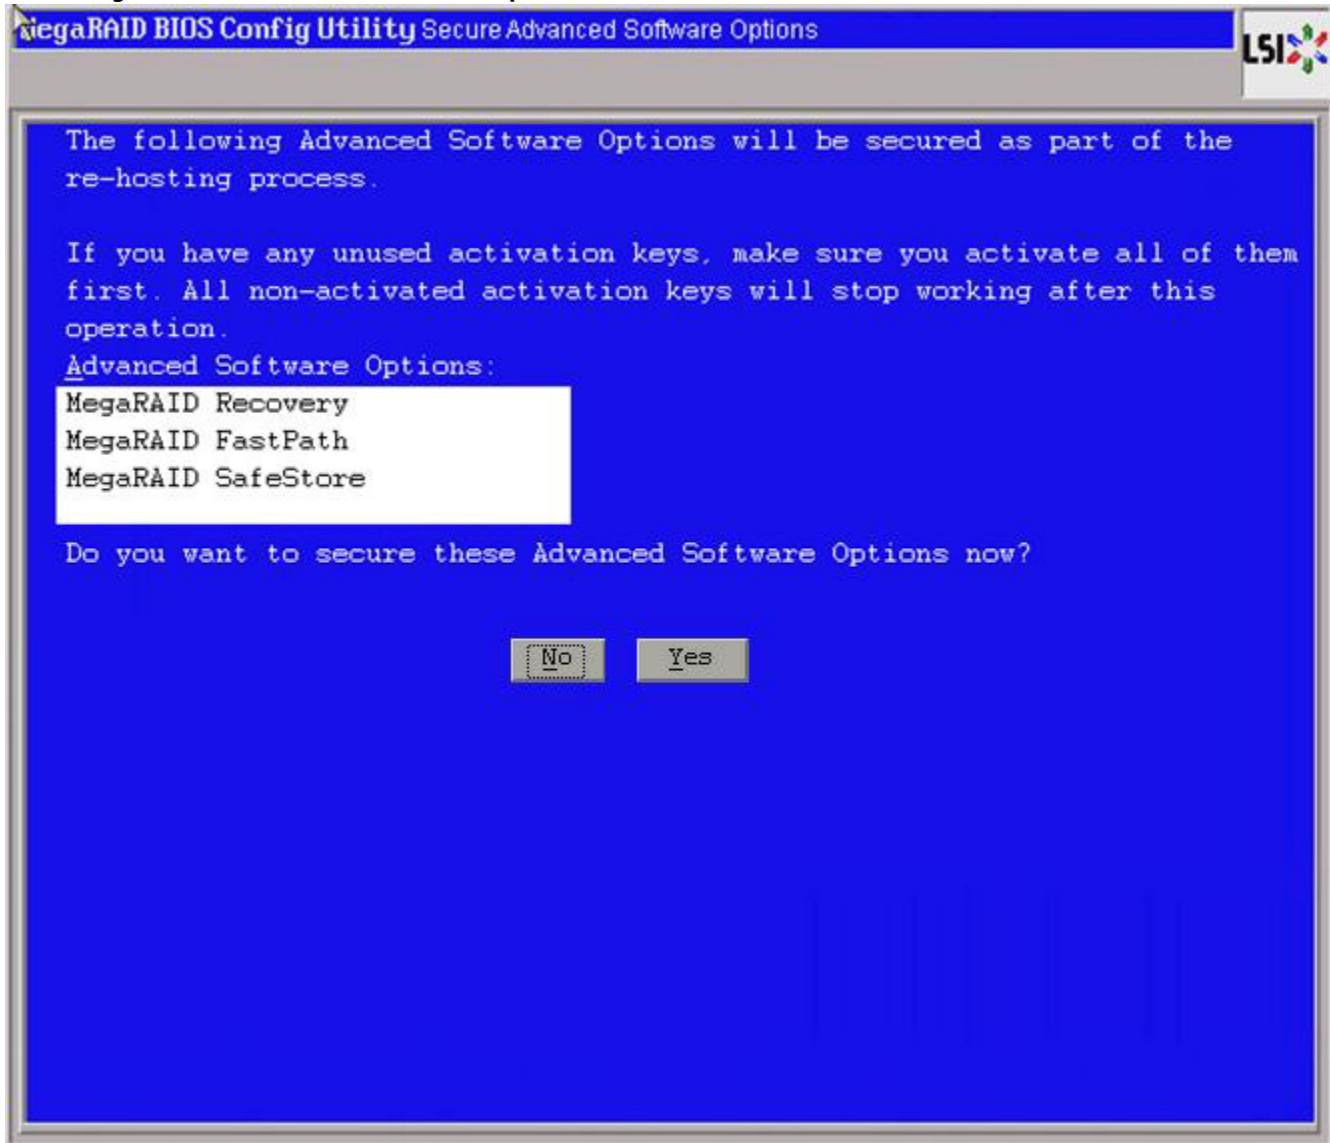 MegaRAID BIOS Config Utility Secure Advanced Software Options
LSI
The following Advanced Software Options will be secured as part of the
re-hosting process.
If you have any unused activation keys, make sure you activate all of them
first. All non-activated activation keys will stop working after this
operation.
Advanced Software Options:
MegaRAID Recovery
MegaRAID FastPath
MegaRAID SafeStore
Do you want to secure these Advanced Software Options now?
No Yes